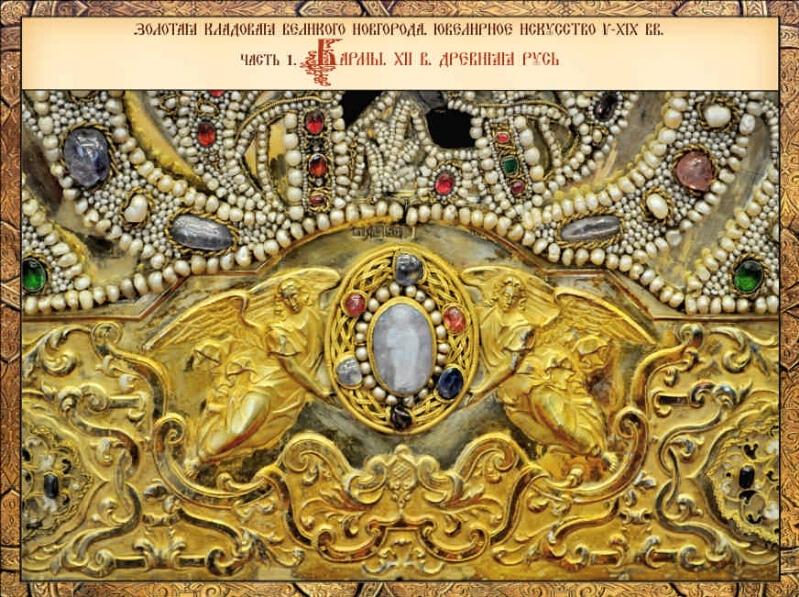 .ЗОЛОТАЯ КЛАДОВАЯ ВЕЛИКОГО НОВГОРОДА. ЮВЕЛИРНОЕ ИСКУССТВО V-XIX ВВ.
ЧАСТЬ 1. БАРМЫ. XII В. ДРЕВНЯЯ РУСЬ